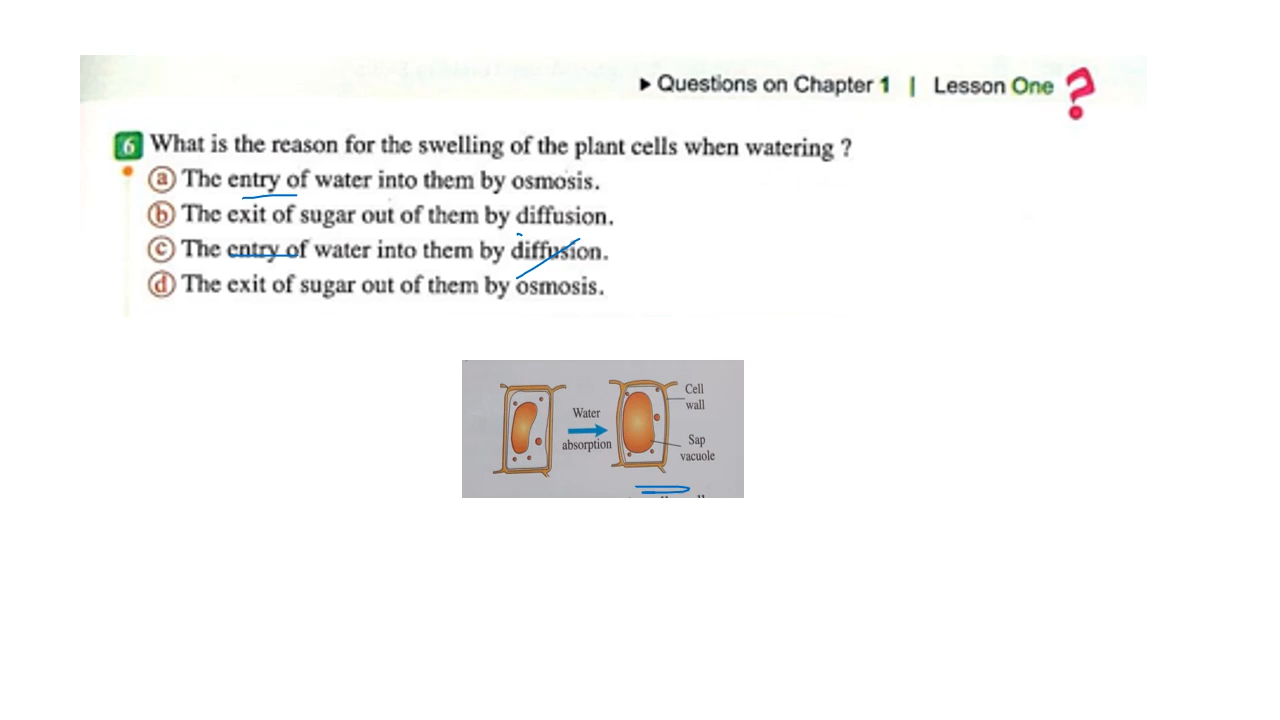 ▶ Questions on Chapter 1 | Lesson One ?
6 What is the reason for the swelling of the plant cells when watering ?
a The entry of water into them by osmosis.
b The exit of sugar out of them by diffusion.
c The entry of water into them by diffusion.
d The exit of sugar out of them by osmosis.
Water
absorption
Cell
wall
Sap
vacuole